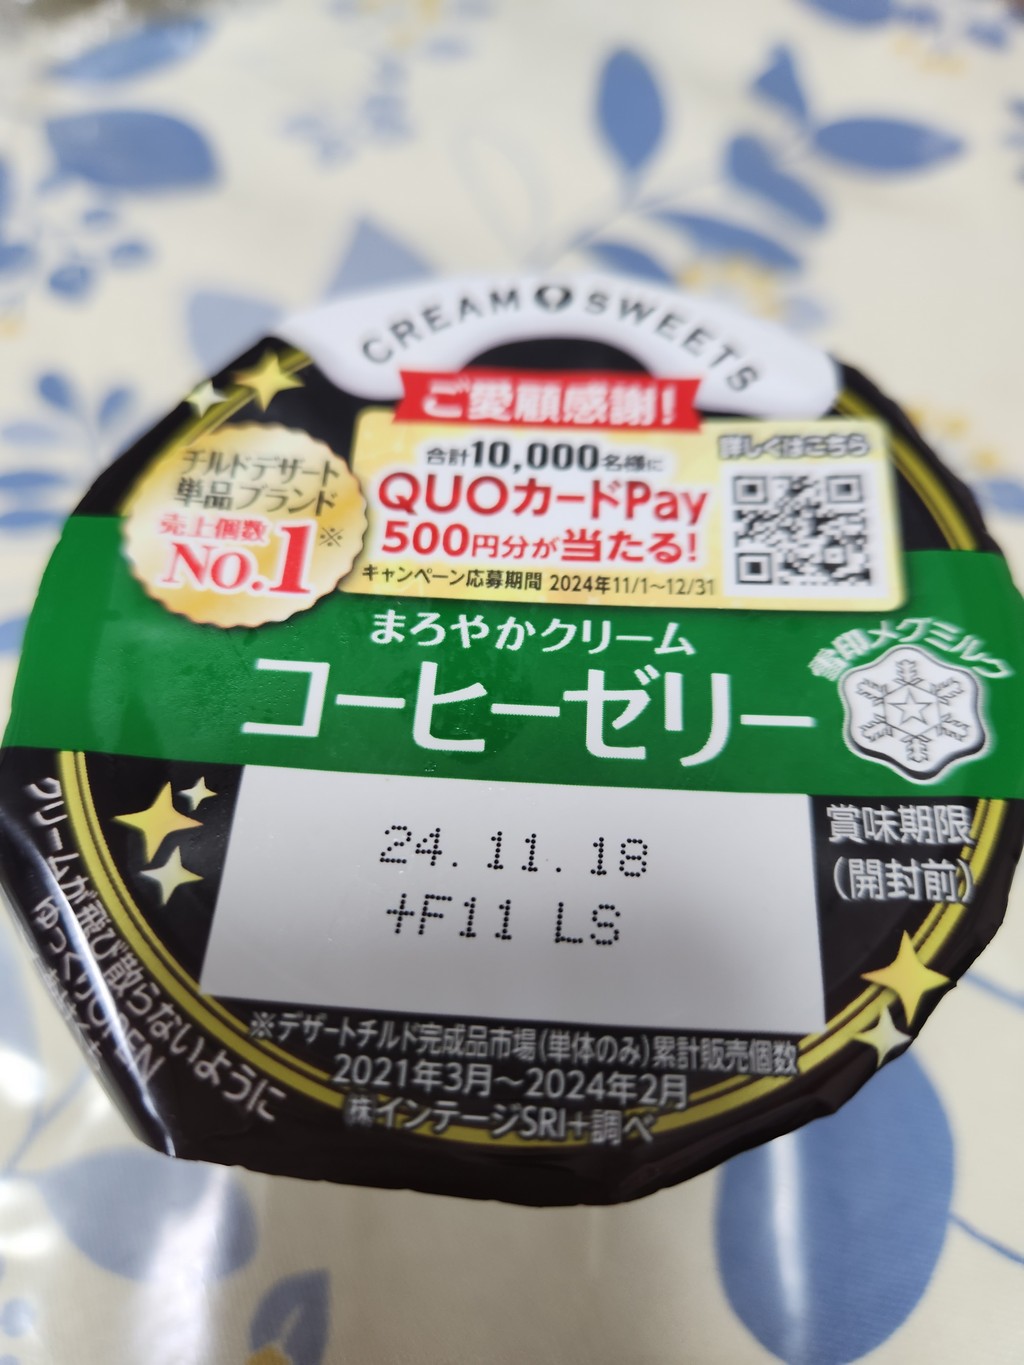 CREAM SWEETS
ご愛顧感謝!
合計10,000名様に
QUOカードPay
500円分が当たる!
キャンペーン応募期間 2024年11/1~12/31
詳しくはこちら
チルドデザート
単品ブランド
売上個数
No.1※
まろやかクリーム
コーヒーゼリー
雪印メグミルク
24.11.18
+F11 LS
賞味期限
(開封前)
クリームが飛び散らないように
ゆっくりOPEN
※デザートチルド完成品市場(単体のみ)累計販売個数
2021年3月~2024年2月
㈱インテージSRI+調べ